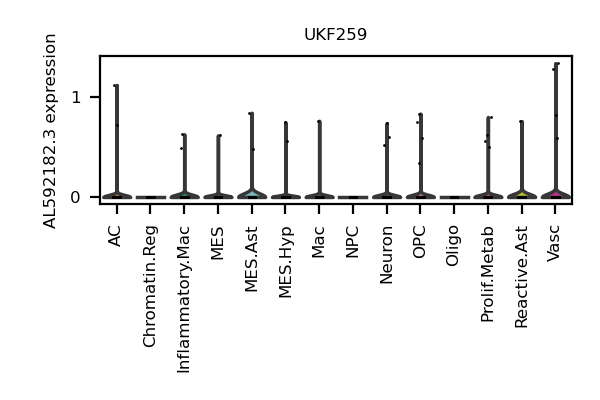 UKF259
AL592182.3 expression
1
0
AC
Chromatin.Reg
Inflammatory.Mac
MES
MES.Ast
MES.Hyp
Mac
NPC
Neuron
OPC
Oligo
Prolif.Metab
Reactive.Ast
Vasc